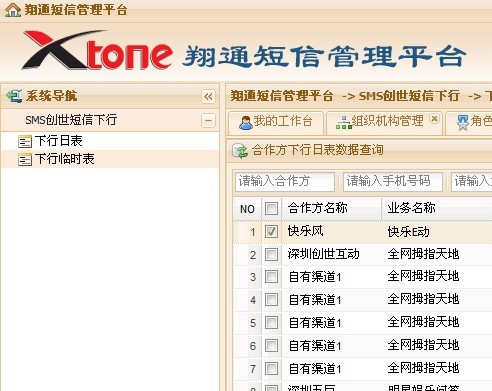 翔通短信管理平台
Xtone 翔通短信管理平台
系统导航
SMS创世短信下行
下行日表
下行临时表
翔通短信管理平台 -> SMS创世短信下行 ->
我的工作台 组织机构管理 角色
合作方下行日表数据查询
请输入合作方 请输入手机号码 请输入
NO 合作方名称 业务名称
1 快乐风 快乐E动
2 深圳创世互动 全网拇指天地
3 自有渠道1 全网拇指天地
4 自有渠道1 全网拇指天地
5 自有渠道1 全网拇指天地
6 自有渠道1 全网拇指天地
7 自有渠道1 全网拇指天地